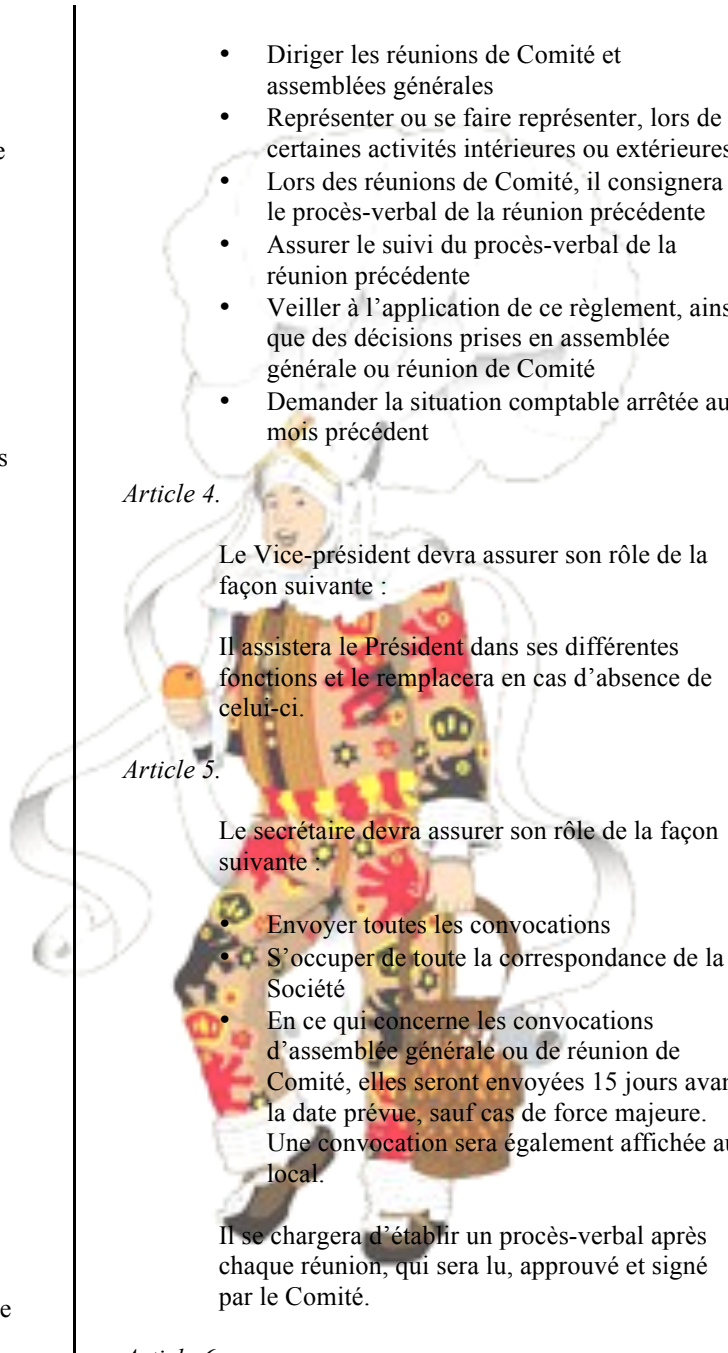 e
s
e
• Diriger les réunions de Comité et
assemblées générales
• Représenter ou se faire représenter, lors de
certaines activités intérieures ou extérieures
• Lors des réunions de Comité, il consignera
le procès-verbal de la réunion précédente
• Assurer le suivi du procès-verbal de la
réunion précédente
• Veiller à l’application de ce règlement, ains
que des décisions prises en assemblée
générale ou réunion de Comité
• Demander la situation comptable arrêtée au
mois précédent
Article 4.
Le Vice-président devra assurer son rôle de la
façon suivante :
Il assistera le Président dans ses différentes
fonctions et le remplacera en cas d’absence de
celui-ci.
Article 5.
Le secrétaire devra assurer son rôle de la façon
suivante :
• Envoyer toutes les convocations
• S’occuper de toute la correspondance de la
Société
• En ce qui concerne les convocations
d’assemblée générale ou de réunion de
Comité, elles seront envoyées 15 jours avan
la date prévue, sauf cas de force majeure.
Une convocation sera également affichée au
local.
Il se chargera d’établir un procès-verbal après
chaque réunion, qui sera lu, approuvé et signé
par le Comité.